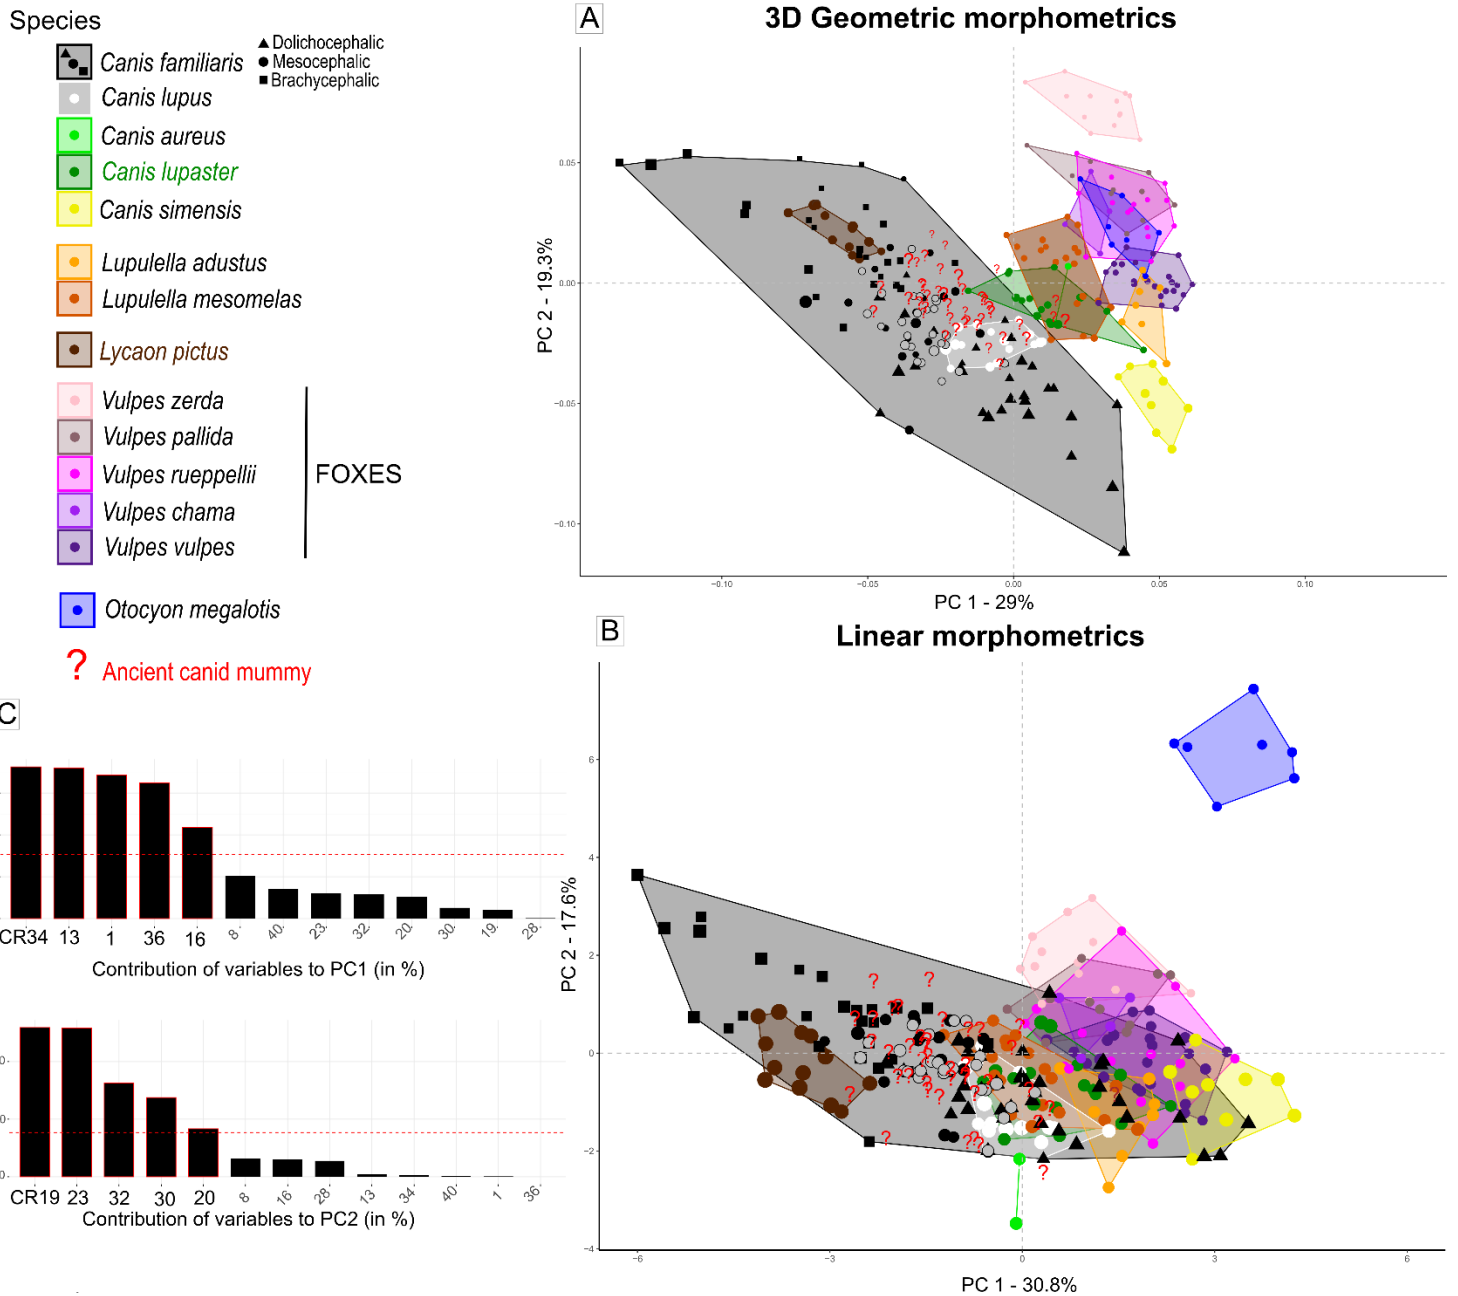 Species
Canis familiaris
▲ Dolichocephalic
● Mesocephalic
■ Brachycephalic
Canis lupus
Canis aureus
Canis lupaster
Canis simensis
Lupulella adustus
Lupulella mesomelas
Lycaon pictus
Vulpes zerda
Vulpes pallida
Vulpes rueppellii
Vulpes chama
Vulpes vulpes
FOXES
Otocyon megalotis
? Ancient canid mummy
A
3D Geometric morphometrics
PC 2 - 19.3%
0.05
0.00
−0.05
−0.10
−0.10 −0.05 0.00 0.05 0.10
PC 1 - 29%
B
Linear morphometrics
PC 2 - 17.6%
6
4
2
0
−2
−4
−6 −3 0 3 6
PC 1 - 30.8%
C
CR34 13 1 36 16 8 40 23 32 20 30 19 28
Contribution of variables to PC1 (in %)
CR19 23 32 30 20 8 16 28 13 34 40 1 36
Contribution of variables to PC2 (in %)